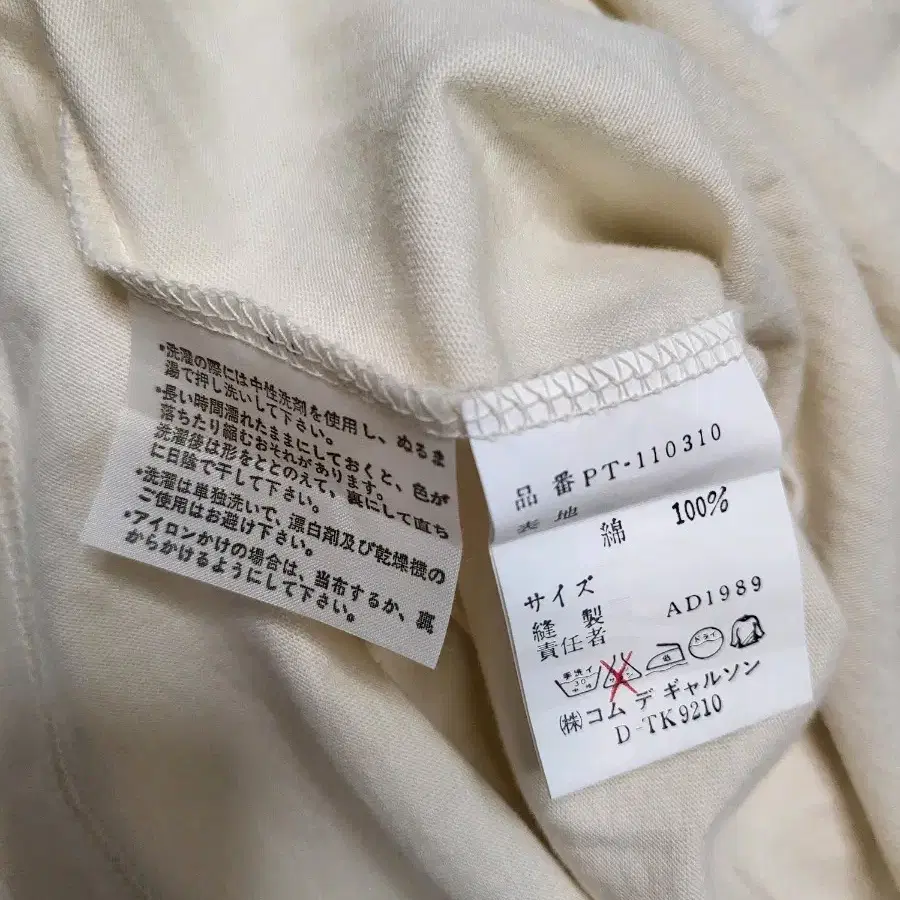 •洗濯の際には中性洗剤を使用し、ぬるま
湯で押し洗いして下さい。
•長い時間濡れたままにしておくと、色が
落ちたり縮むおそれがあります。
洗濯後は形をととのえて、裏にして直ち
に日陰で干して下さい。
•洗濯は単独洗いで、漂白剤及び乾燥機の
ご使用はお避け下さい。
•アイロンかけの場合は、当布するか、裏
からかけるようにして下さい。
品番PT-110310
表地
綿 100%
サイズ
縫製 AD1989
責任者
手洗イ
30
ドライ
㈱コム デ ギャルソン
D-TK9210